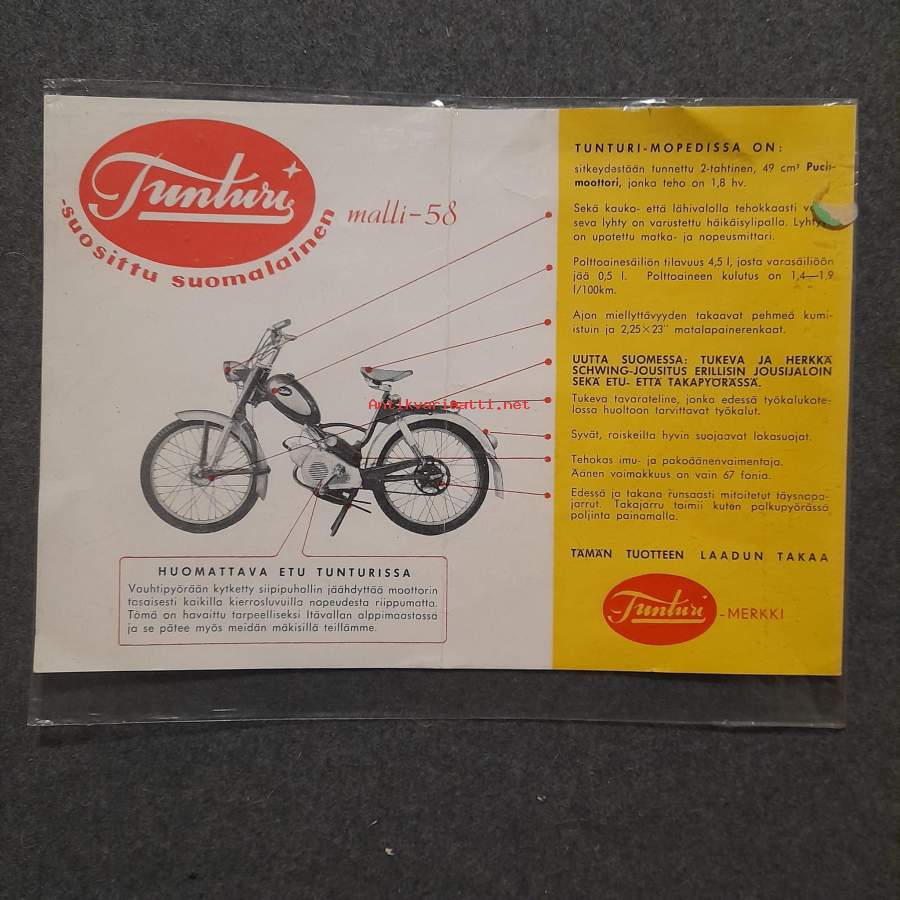 Tunturi
-suosittu suomalainen
malli-58
TUNTURI-MOPEDISSA ON:
sitkeydestään tunnettu 2-tahtinen, 49 cm³ Puch-
moottori, jonka teho on 1,8 hv.
Sekä kauko- että lähivalolla tehokkaasti
seva lyhty on varustettu häikäisylipalla.
on upotettu matka- ja nopeusmittari.
Polttoainesäiliön tilavuus 4,5 l, josta varasäiliöön
jää 0,5 l. Polttoaineen kulutus on 1,4—1,9
l/100km.
Ajon miellyttävyyden takaavat pehmeä kumi-
istuin ja 2,25×23" matalapainerenkaat.
UUTTA SUOMESSA: TUKEVA JA HERKKÄ
SCHWING-JOUSITUS ERILLISIN JOUSIJALOIN
SEKÄ ETU- ETTÄ TAKAPYÖRÄSSÄ.
Tukeva tavarateline, jonka edessä työkalukote-
lossa huoltoon tarvittavat työkalut.
Syvät, roiskeilta hyvin suojaavat lokasuojat.
Tehokas imu- ja pakoäänenvaimentaja.
Äänen voimakkuus on vain 67 fonia.
Edessä ja takana runsaasti mitoitetut täysnapa-
jarrut. Takajarru toimii kuten polkupyörässä
poljinta painamalla.
TÄMÄN TUOTTEEN LAADUN TAKAA
Tunturi -MERKKI
HUOMATTAVA ETU TUNTURISSA
Vauhtipyörään kytketty siipipuhallin jäähdyttää moottorin
tasaisesti kaikilla kierrosluvuilla nopeudesta riippumatta.
Tämä on havaittu tarpeelliseksi Itävallan alppimaastossa
ja se pätee myös meidän mäkisillä teillämme.
Antikvariaatti.net